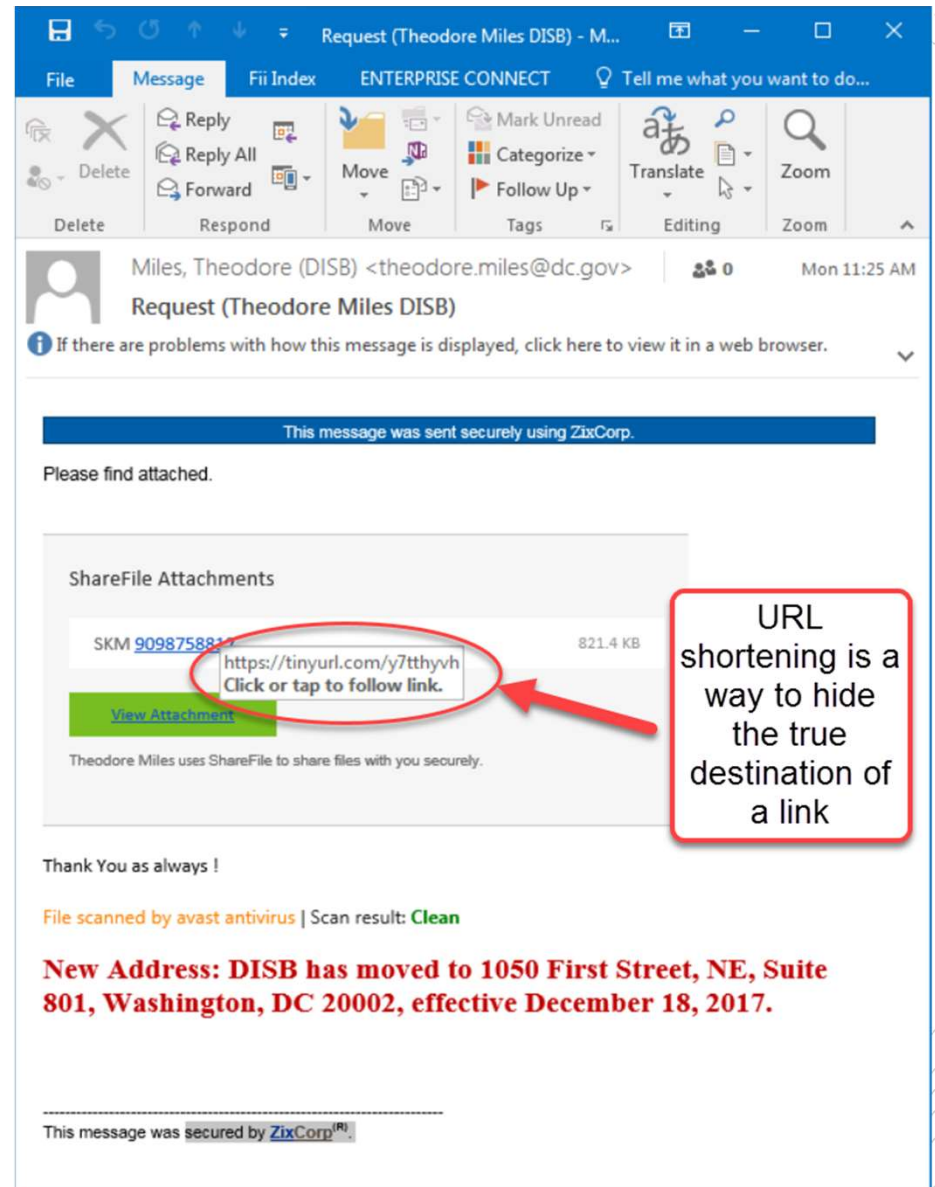 Request (Theodore Miles DISB) - M...
File Message Fii Index ENTERPRISE CONNECT Tell me what you want to do...
Delete
Reply
Reply All
Forward
Move
Mark Unread
Categorize
Follow Up
Translate
Zoom
Delete Respond Move Tags Editing Zoom
Miles, Theodore (DISB) <theodore.miles@dc.gov> 0 Mon 11:25 AM
Request (Theodore Miles DISB)
If there are problems with how this message is displayed, click here to view it in a web browser.
This message was sent securely using ZixCorp.
Please find attached.
ShareFile Attachments
SKM 9098758817 821.4 KB
https://tinyurl.com/y7tthyvh
Click or tap to follow link.
View Attachment
Theodore Miles uses ShareFile to share files with you securely.
URL
shortening is a
way to hide
the true
destination of
a link
Thank You as always !
File scanned by avast antivirus | Scan result: Clean
New Address: DISB has moved to 1050 First Street, NE, Suite
801, Washington, DC 20002, effective December 18, 2017.
This message was secured by ZixCorp(R).